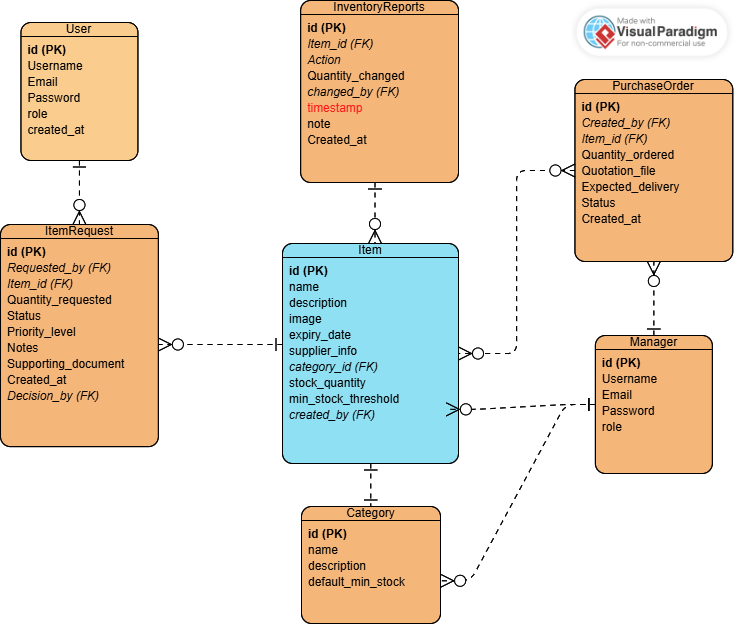 User
id (PK)
Username
Email
Password
role
created_at
InventoryReports
id (PK)
Item_id (FK)
Action
Quantity_changed
changed_by (FK)
timestamp
note
Created_at
Made with
VisualParadigm
For non-commercial use
PurchaseOrder
id (PK)
Created_by (FK)
Item_id (FK)
Quantity_ordered
Quotation_file
Expected_delivery
Status
Created_at
ItemRequest
id (PK)
Requested_by (FK)
Item_id (FK)
Quantity_requested
Status
Priority_level
Notes
Supporting_document
Created_at
Decision_by (FK)
Item
id (PK)
name
description
image
expiry_date
supplier_info
category_id (FK)
stock_quantity
min_stock_threshold
created_by (FK)
Manager
id (PK)
Username
Email
Password
role
Category
id (PK)
name
description
default_min_stock